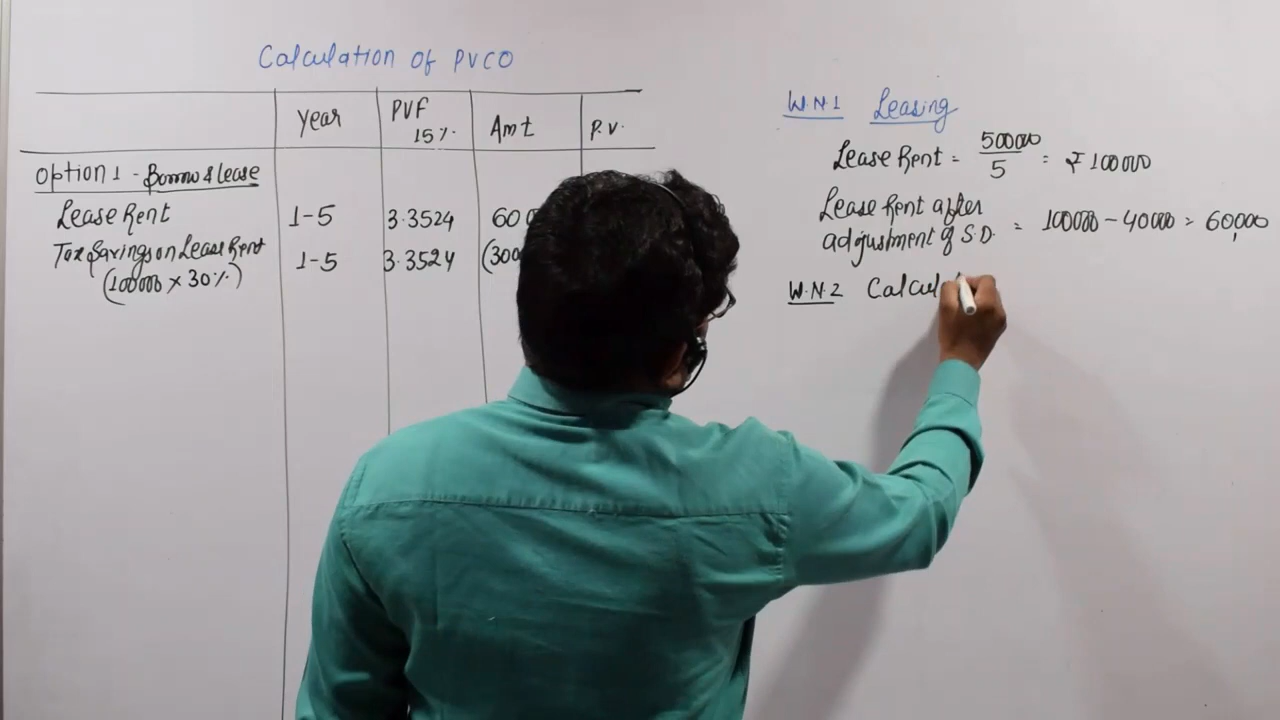 Calculation of PVCO
Year PVF 15%. Amt P.V.
Option 1 - Borrow & lease
Lease Rent 1-5 3.3524 600
Tax Savings on Lease Rent 1-5 3.3524 (300
(100000 × 30%)
W.N.1 Leasing
Lease Rent = 500000 / 5 = ₹ 100000
Lease Rent after
adjustment of S.D. = 100000 - 40000 = 60,000
W.N.2 Calcul